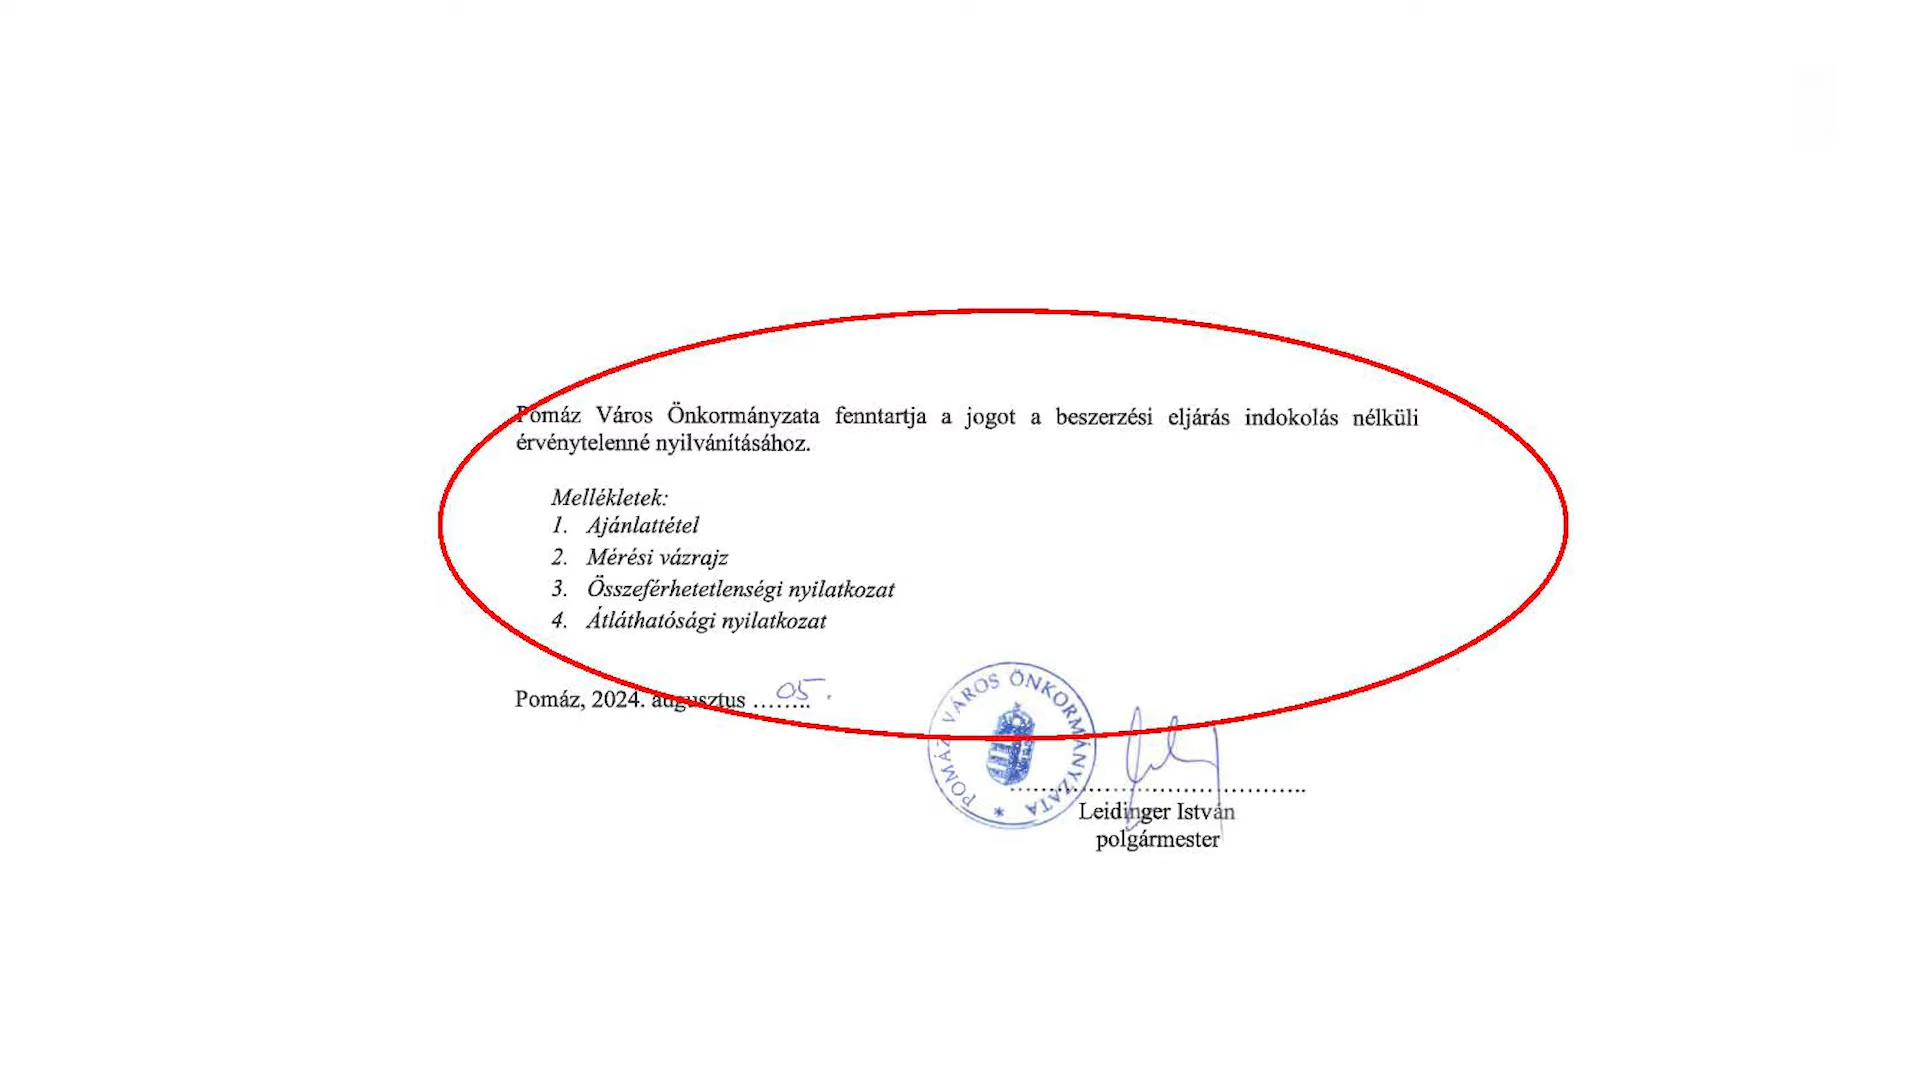 Pomáz Város Önkormányzata fenntartja a jogot a beszerzési eljárás indokolás nélküli
érvénytelenné nyilvánításához.
Mellékletek:
1. Ajánlattétel
2. Mérési vázrajz
3. Összeférhetetlenségi nyilatkozat
4. Átláthatósági nyilatkozat
Pomáz, 2024. augusztus ........ 05.
POMÁZ VÁROS ÖNKORMÁNYZATA *
Leidinger István
polgármester